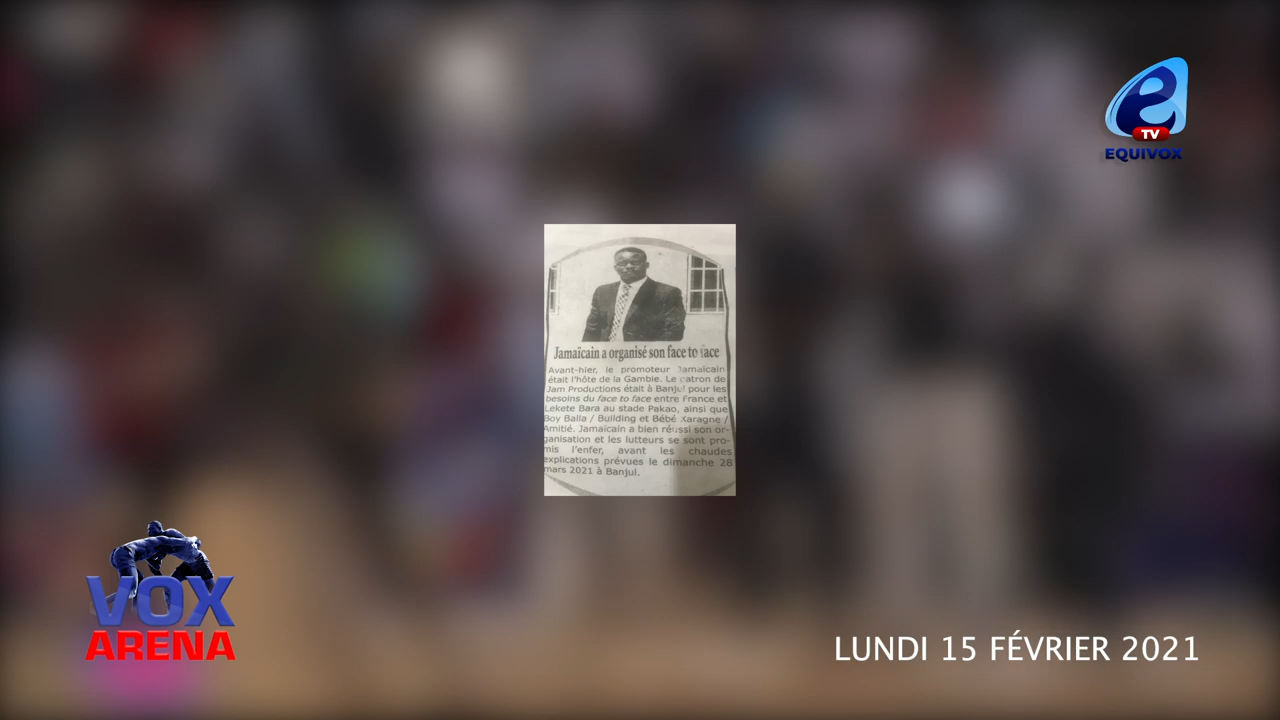 e
TV
EQUIVOX
Jamaïcain a organisé son face to face
Avant-hier, le promoteur Jamaïcain
était l'hôte de la Gambie. Le patron de
Jam Productions était à Banjul pour les
besoins du face to face entre France et
Lekete Bara au stade Pakao, ainsi que
Boy Balla / Building et Bébé Xaragne /
Amitié. Jamaïcain a bien réussi son or-
ganisation et les lutteurs se sont pro-
mis l'enfer, avant les chaudes
explications prévues le dimanche 28
mars 2021 à Banjul.
VOX
ARENA
LUNDI 15 FÉVRIER 2021